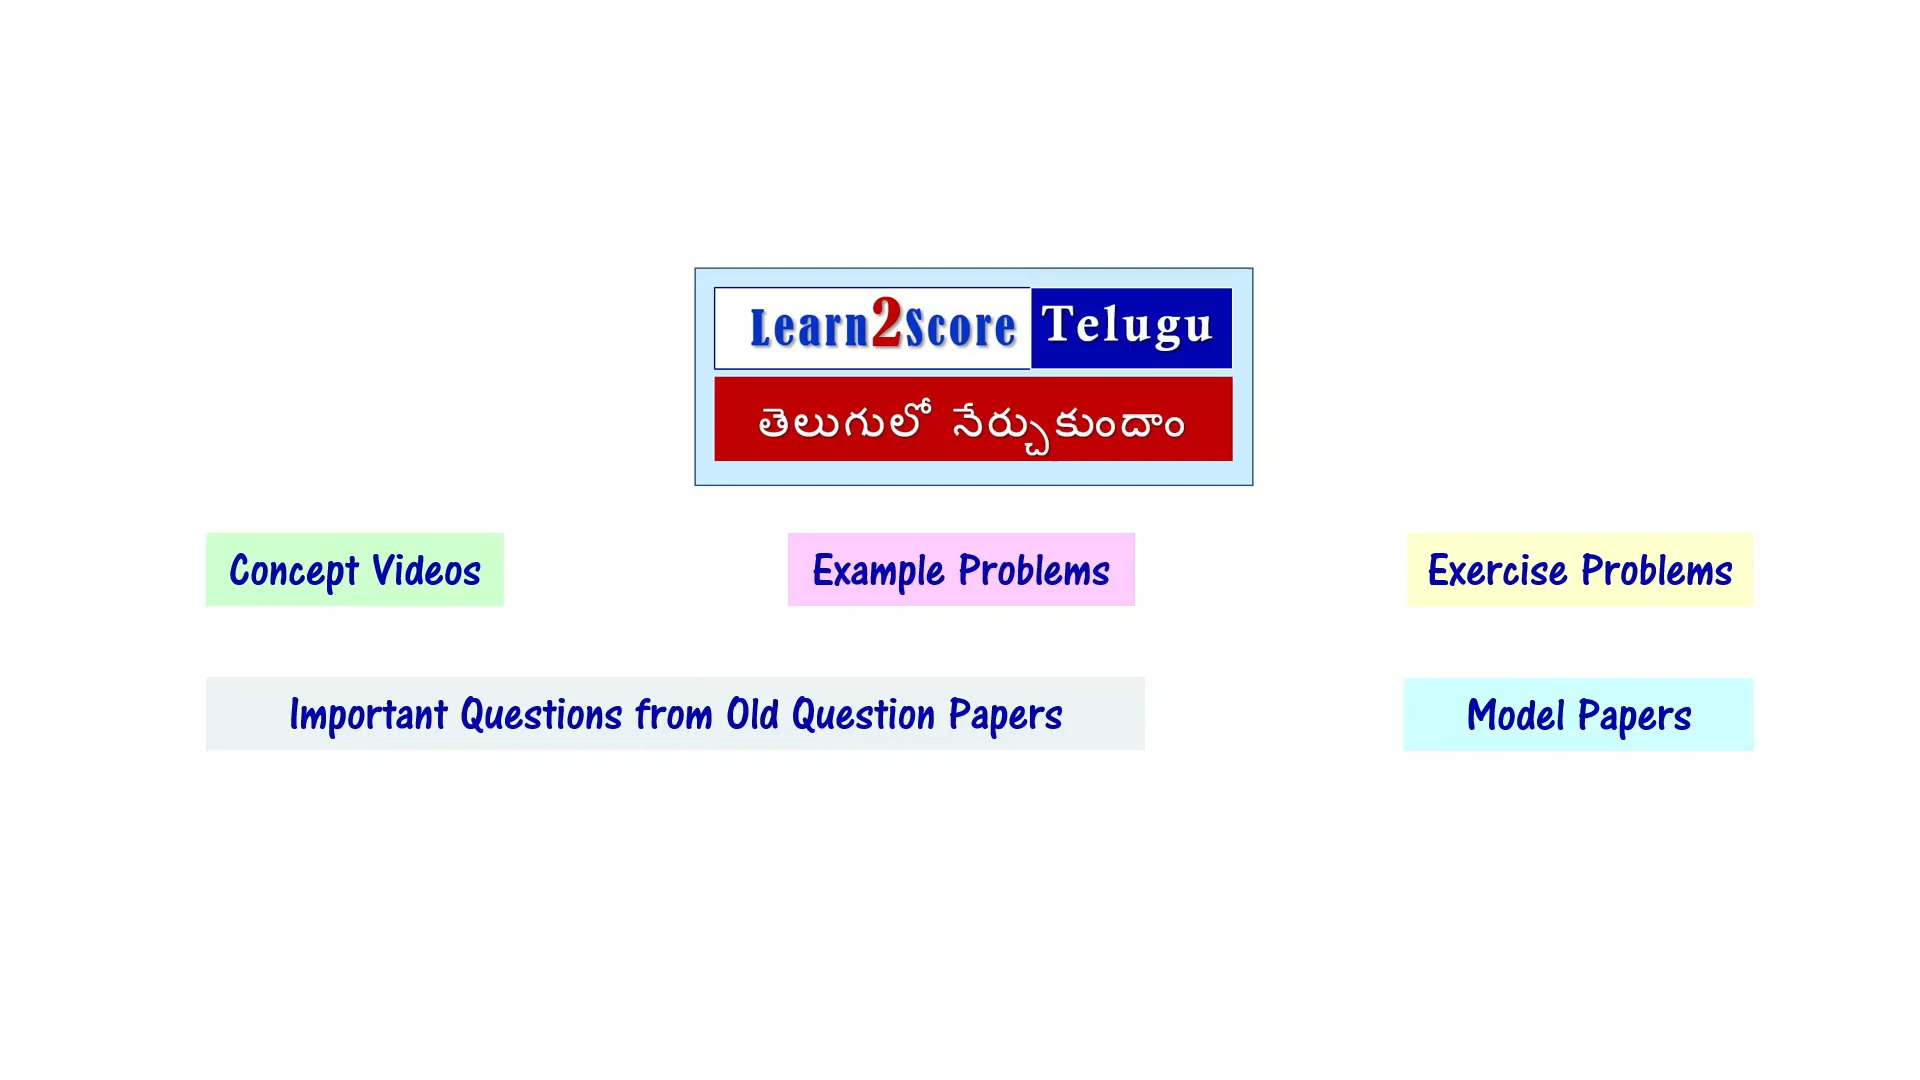 Learn2Score Telugu
తెలుగులో నేర్చుకుందాం
Concept Videos
Example Problems
Exercise Problems
Important Questions from Old Question Papers
Model Papers